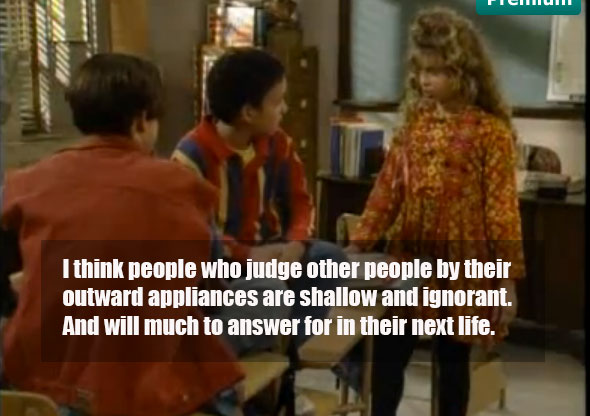 Premium
I think people who judge other people by their
outward appliances are shallow and ignorant.
And will much to answer for in their next life.